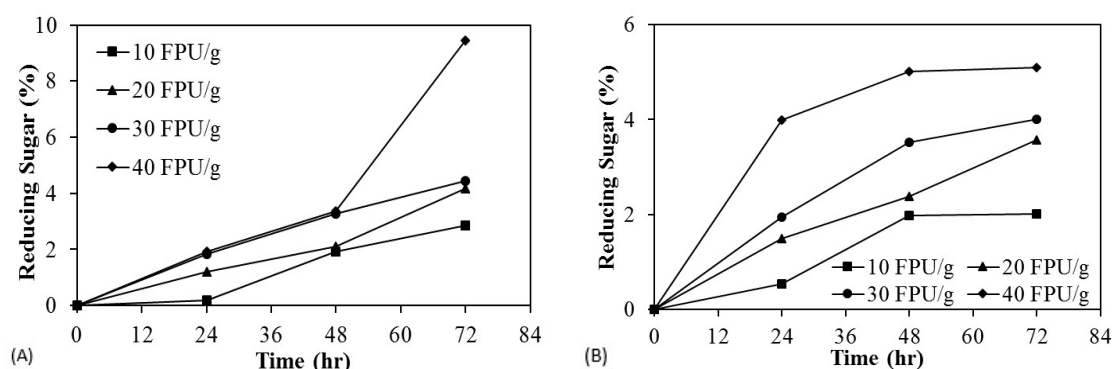 10
8
6
4
2
0
Reducing Sugar (%)
10 FPU/g
20 FPU/g
30 FPU/g
40 FPU/g
0 12 24 36 48 60 72 84
Time (hr)
(A)
6
4
2
0
Reducing Sugar (%)
10 FPU/g 20 FPU/g
30 FPU/g 40 FPU/g
0 12 24 36 48 60 72 84
Time (hr)
(B)